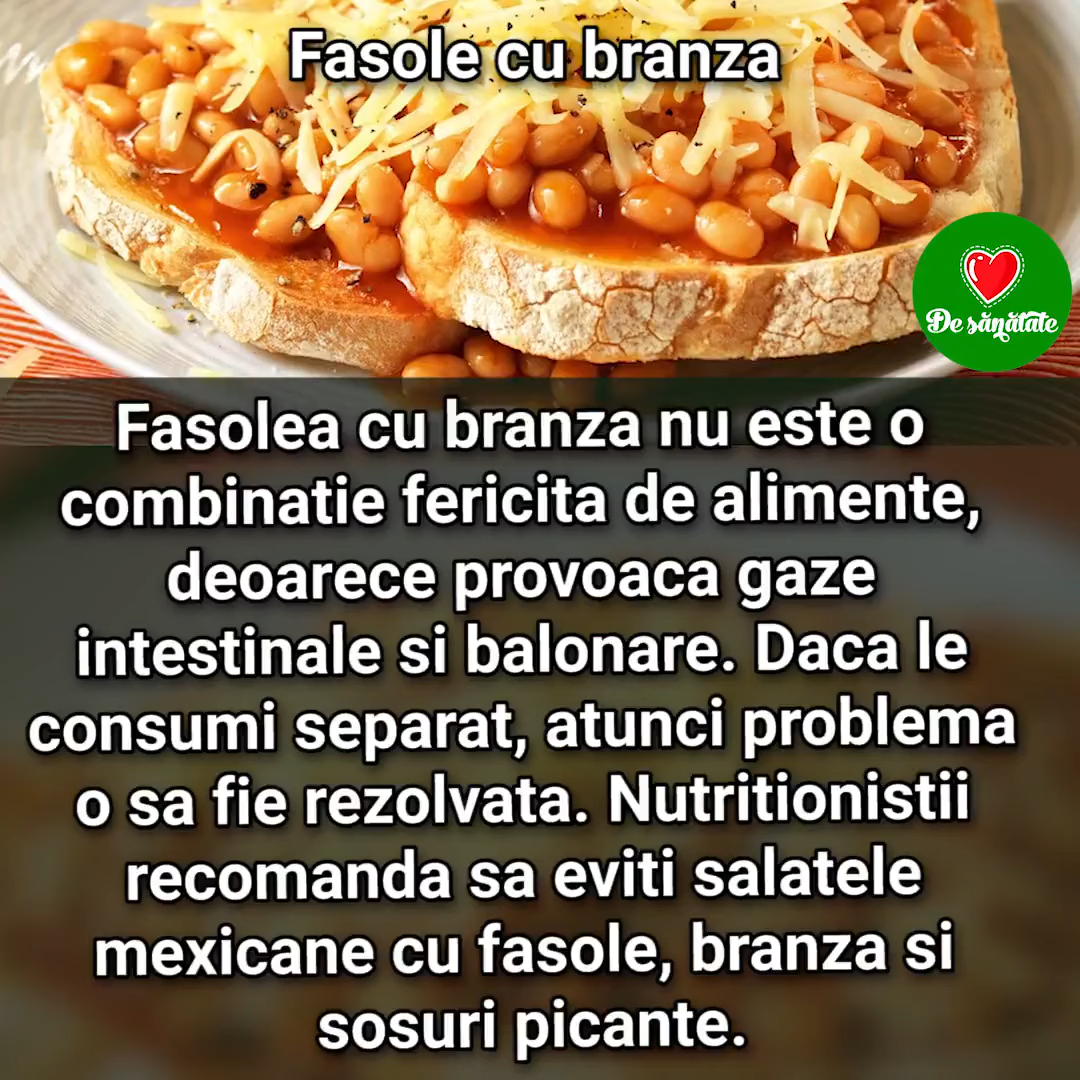 Fasole cu branza
De sănătate
Fasolea cu branza nu este o
combinatie fericita de alimente,
deoarece provoaca gaze
intestinale si balonare. Daca le
consumi separat, atunci problema
o sa fie rezolvata. Nutritionistii
recomanda sa eviti salatele
mexicane cu fasole, branza si
sosuri picante.